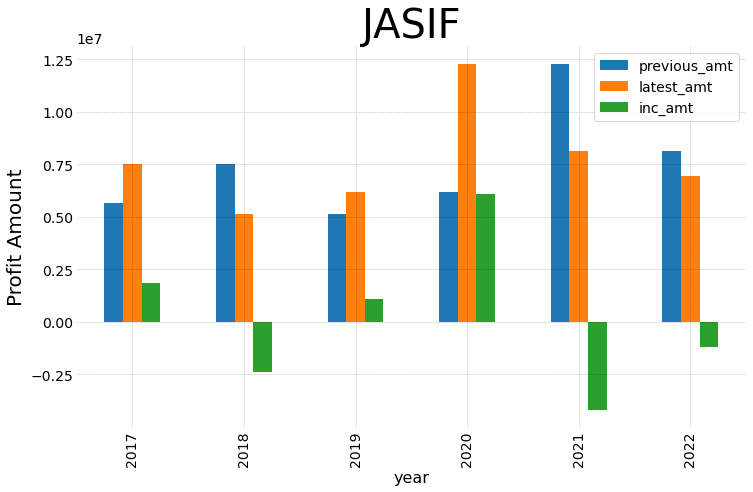 JASIF
1e7
previous_amt
latest_amt
inc_amt
1.25
1.00
0.75
0.50
0.25
0.00
−0.25
Profit Amount
2017 2018 2019 2020 2021 2022
year